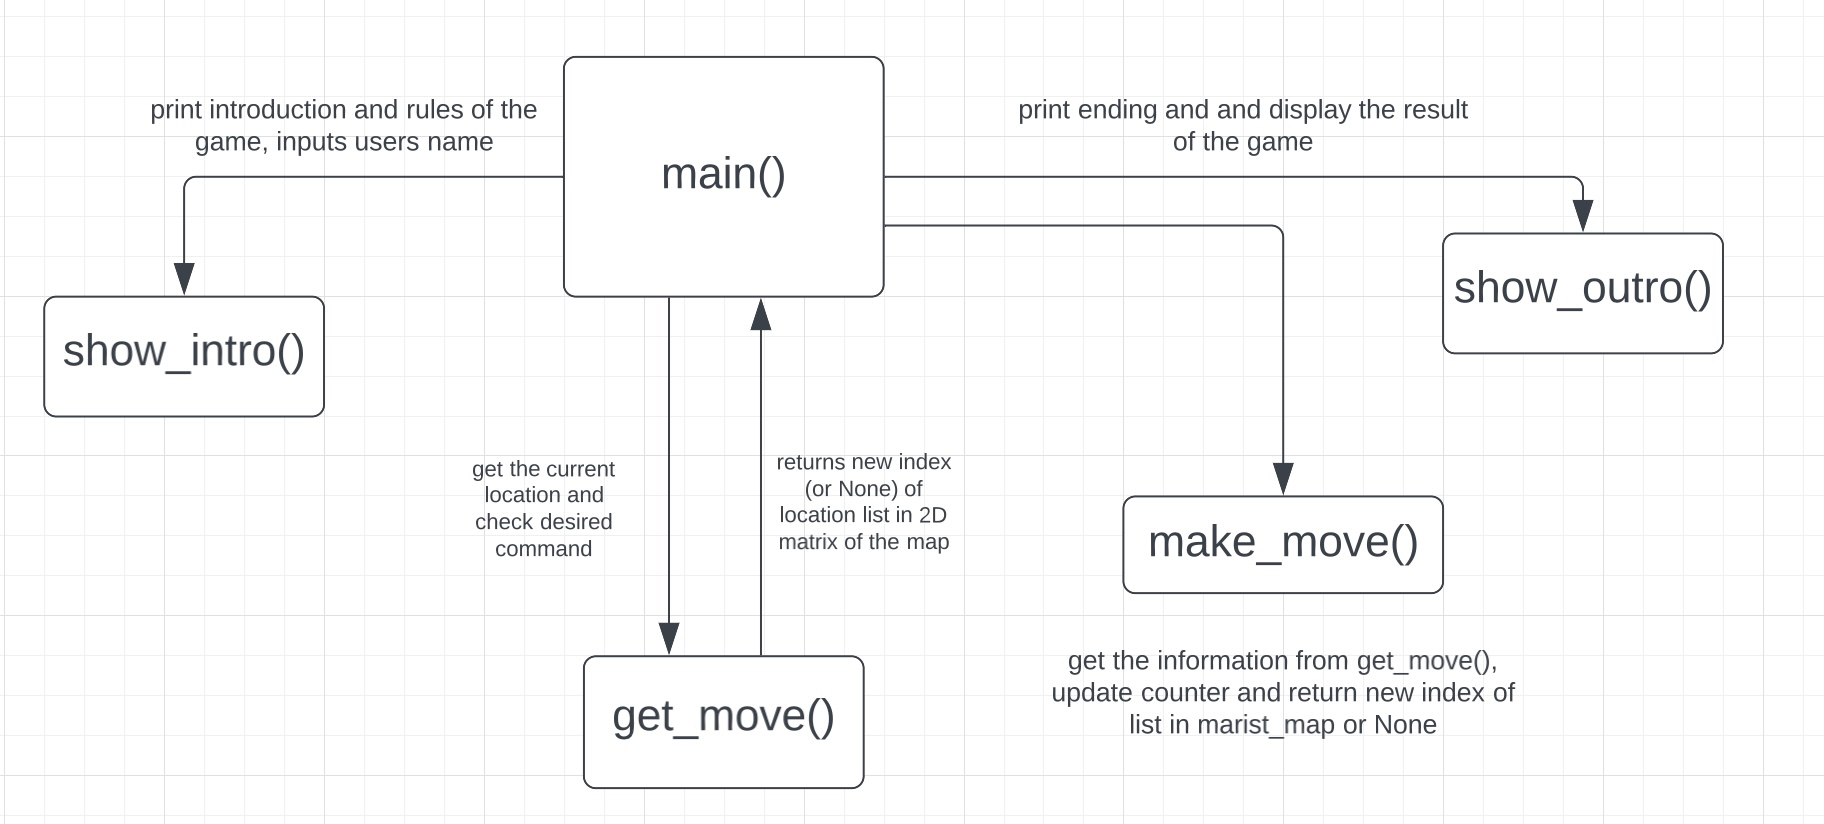 print introduction and rules of the
game, inputs users name
main()
print ending and and display the result
of the game
show_intro()
show_outro()
get the current
location and
check desired
command
returns new index
(or None) of
location list in 2D
matrix of the map
make_move()
get the information from get_move(),
update counter and return new index of
list in marist_map or None
get_move()